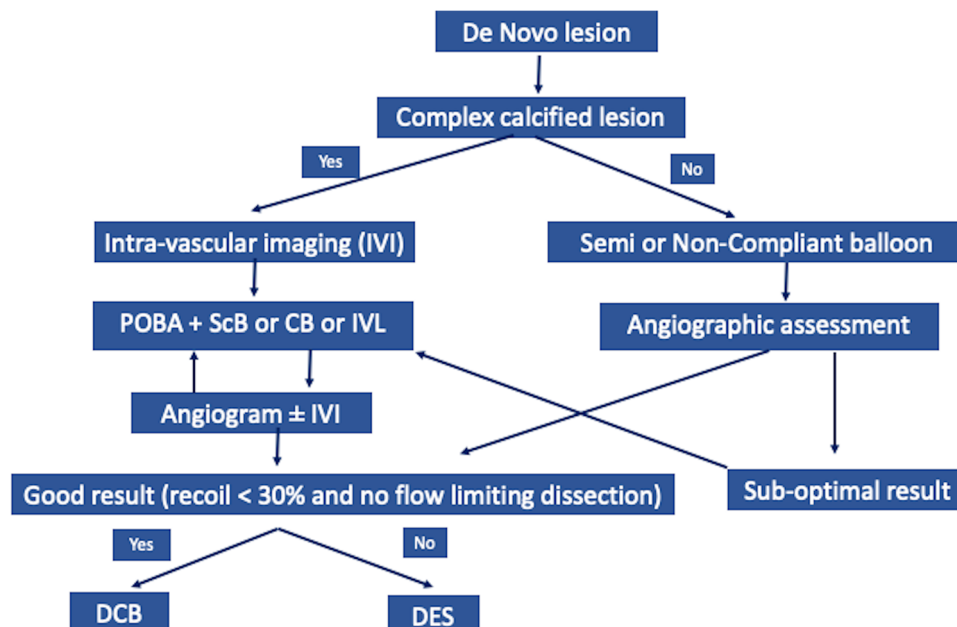 De Novo lesion
Complex calcified lesion
Yes
No
Intra-vascular imaging (IVI)
Semi or Non-Compliant balloon
POBA + ScB or CB or IVL
Angiographic assessment
Angiogram ± IVI
Good result (recoil < 30% and no flow limiting dissection)
Sub-optimal result
Yes
No
DCB
DES